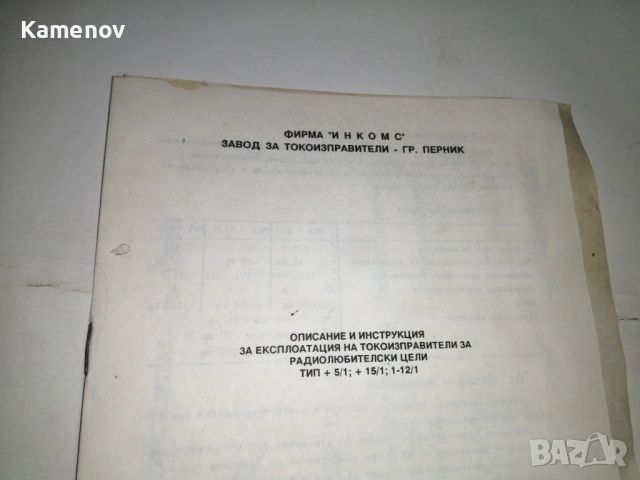 Kamenov
ФИРМА "И Н К О М С"
ЗАВОД ЗА ТОКОИЗПРАВИТЕЛИ - ГР. ПЕРНИК
ОПИСАНИЕ И ИНСТРУКЦИЯ
ЗА ЕКСПЛОАТАЦИЯ НА ТОКОИЗПРАВИТЕЛИ ЗА
РАДИОЛЮБИТЕЛСКИ ЦЕЛИ
ТИП + 5/1; + 15/1; 1-12/1
BAZAR